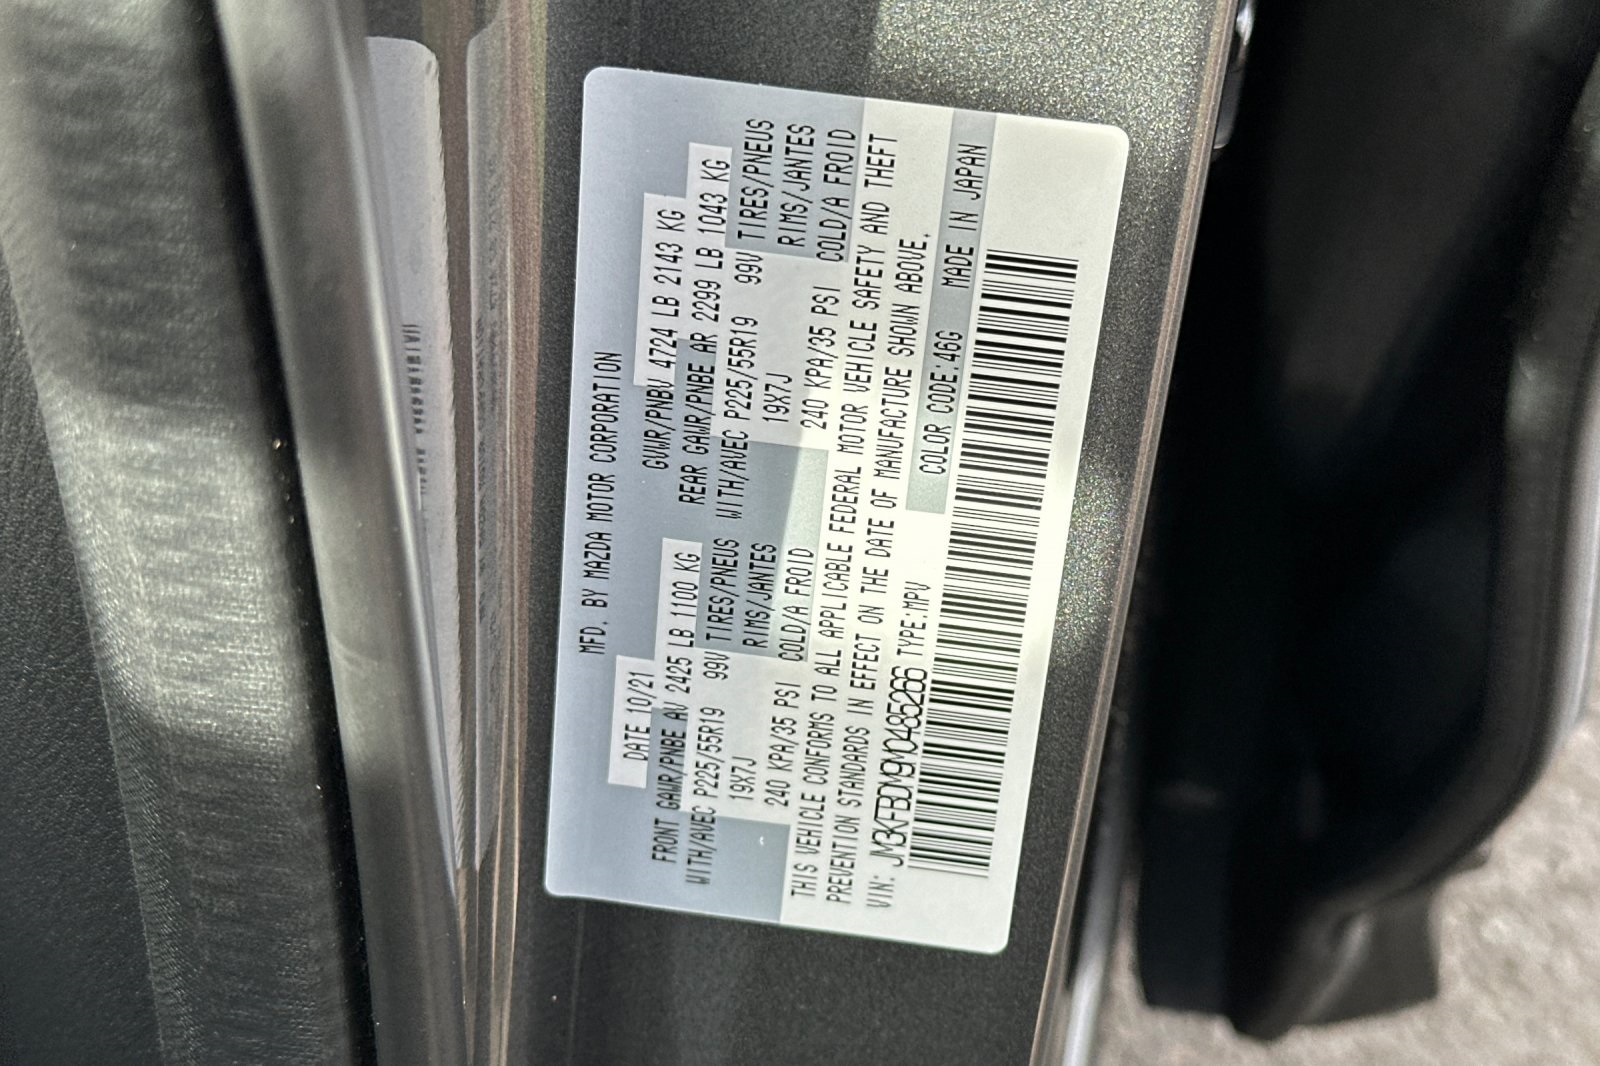 MFD. BY MAZDA MOTOR CORPORATION
DATE 10/21 GVWR/PNBV 4724 LB 2143 KG
FRONT GAWR/PNBE AV 2425 LB 1100 KG REAR GAWR/PNBE AR 2299 LB 1043 KG
WITH/AVEC P225/55R19 99V TIRES/PNEUS WITH/AVEC P225/55R19 99V TIRES/PNEUS
19X7J RIMS/JANTES 19X7J RIMS/JANTES
240 KPA/35 PSI COLD/A FROID 240 KPA/35 PSI COLD/A FROID
THIS VEHICLE CONFORMS TO ALL APPLICABLE FEDERAL MOTOR VEHICLE SAFETY AND THEFT
PREVENTION STANDARDS IN EFFECT ON THE DATE OF MANUFACTURE SHOWN ABOVE.
VIN: JM3KFBDM9M0485266 TYPE:MPV COLOR CODE:46G MADE IN JAPAN